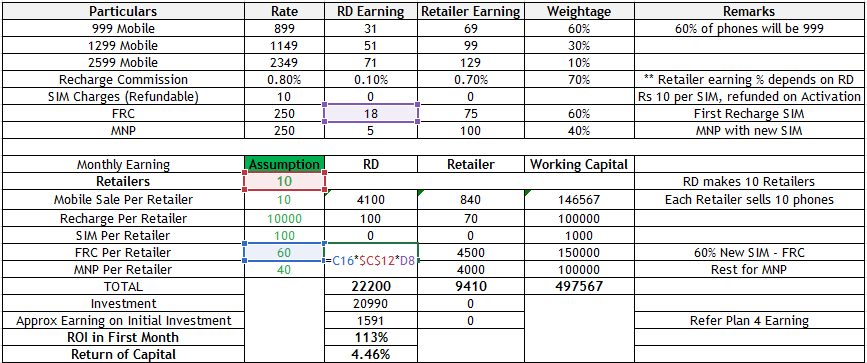 Particulars Rate RD Earning Retailer Earning Weightage Remarks
999 Mobile 899 31 69 60% 60% of phones will be 999
1299 Mobile 1149 51 99 30%
2599 Mobile 2349 71 129 10%
Recharge Commission 0.80% 0.10% 0.70% 70% ** Retailer earning % depends on RD
SIM Charges (Refundable) 10 0 0 Rs 10 per SIM, refunded on Activation
FRC 250 18 75 60% First Recharge SIM
MNP 250 5 100 40% MNP with new SIM
Monthly Earning Assumption RD Retailer Working Capital
Retailers 10 RD makes 10 Retailers
Mobile Sale Per Retailer 10 4100 840 146567 Each Retailer sells 10 phones
Recharge Per Retailer 10000 100 70 100000
SIM Per Retailer 100 0 0 1000
FRC Per Retailer 60 =C16*$C$12*D8 4500 150000 60% New SIM - FRC
MNP Per Retailer 40 4000 100000 Rest for MNP
TOTAL 22200 9410 497567
Investment 20990 0
Approx Earning on Initial Investment 1591 0 Refer Plan 4 Earning
ROI in First Month 113%
Return of Capital 4.46%